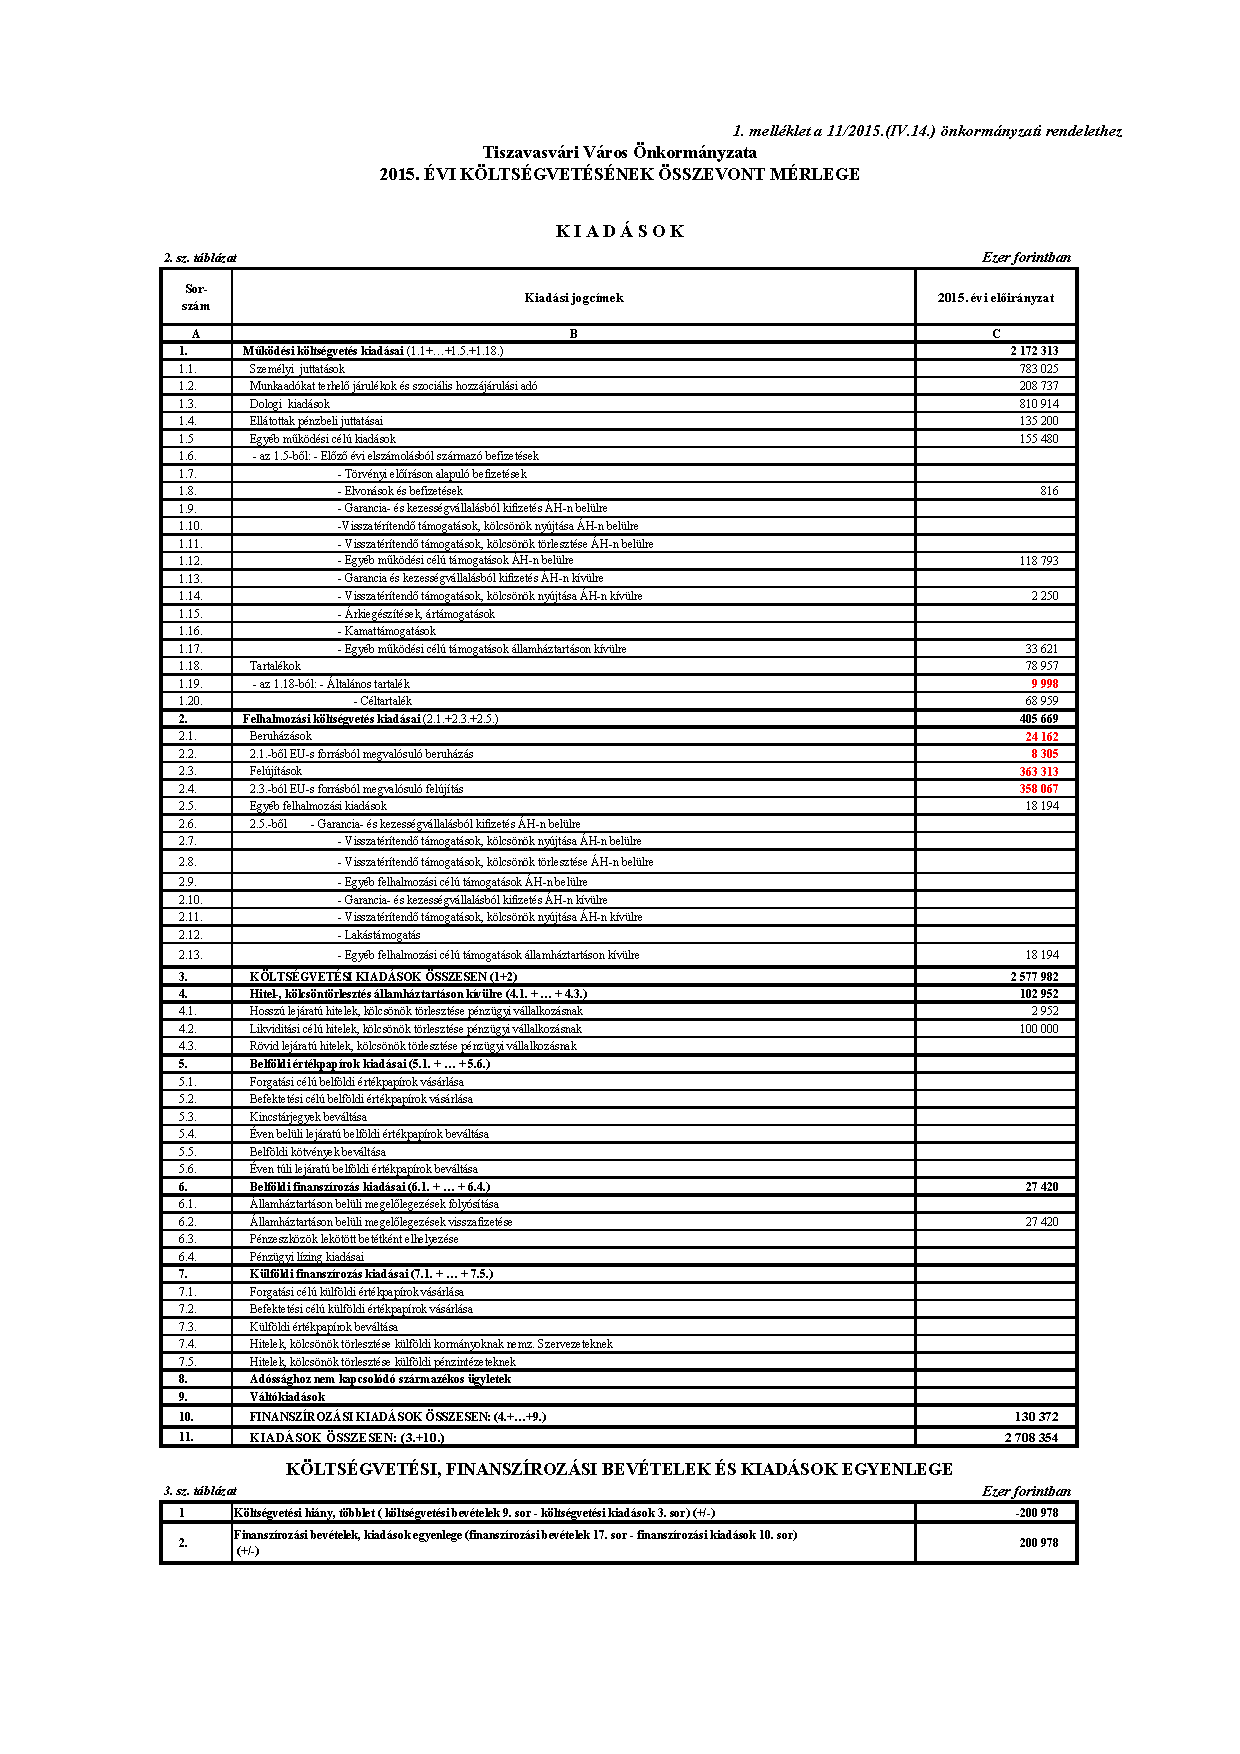 1. melléklet a 11/2015.(IV.14.) önkormányzati rendelethez
Tiszavasvári Város Önkormányzata
2015. ÉVI KÖLTSÉGVETÉSÉNEK ÖSSZEVONT MÉRLEGE
K I A D Á S O K
2. sz. táblázat Ezer forintban
Sor-
szám Kiadási jogcímek 2015. évi előirányzat
A B C
1. Működési költségvetés kiadásai (1.1+…+1.5.+1.18.) 2 172 313
1.1. Személyi juttatások 783 025
1.2. Munkaadókat terhelő járulékok és szociális hozzájárulási adó 208 737
1.3. Dologi kiadások 810 914
1.4. Ellátottak pénzbeli juttatásai 135 200
1.5 Egyéb működési célú kiadások 155 480
1.6. - az 1.5-ből: - Előző évi elszámolásból származó befizetések
1.7. - Törvényi előíráson alapuló befizetések
1.8. - Elvonások és befizetések 816
1.9. - Garancia- és kezességvállalásból kifizetés ÁH-n belülre
1.10. -Visszatérítendő támogatások, kölcsönök nyújtása ÁH-n belülre
1.11. - Visszatérítendő támogatások, kölcsönök törlesztése ÁH-n belülre
1.12. - Egyéb működési célú támogatások ÁH-n belülre 118 793
1.13. - Garancia és kezességvállalásból kifizetés ÁH-n kívülre
1.14. - Visszatérítendő támogatások, kölcsönök nyújtása ÁH-n kívülre 2 250
1.15. - Árkiegészítések, ártámogatások
1.16. - Kamattámogatások
1.17. - Egyéb működési célú támogatások államháztartáson kívülre 33 621
1.18. Tartalékok 78 957
1.19. - az 1.18-ból: - Általános tartalék 9 998
1.20. - Céltartalék 68 959
2. Felhalmozási költségvetés kiadásai (2.1.+2.3.+2.5.) 405 669
2.1. Beruházások 24 162
2.2. 2.1.-ből EU-s forrásból megvalósuló beruházás 8 305
2.3. Felújítások 363 313
2.4. 2.3.-ból EU-s forrásból megvalósuló felújítás 358 067
2.5. Egyéb felhalmozási kiadások 18 194
2.6. 2.5.-ből - Garancia- és kezességvállalásból kifizetés ÁH-n belülre
2.7. - Visszatérítendő támogatások, kölcsönök nyújtása ÁH-n belülre
2.8. - Visszatérítendő támogatások, kölcsönök törlesztése ÁH-n belülre
2.9. - Egyéb felhalmozási célú támogatások ÁH-n belülre
2.10. - Garancia- és kezességvállalásból kifizetés ÁH-n kívülre
2.11. - Visszatérítendő támogatások, kölcsönök nyújtása ÁH-n kívülre
2.12. - Lakástámogatás
2.13. - Egyéb felhalmozási célú támogatások államháztartáson kívülre 18 194
3. KÖLTSÉGVETÉSI KIADÁSOK ÖSSZESEN (1+2) 2 577 982
4. Hitel-, kölcsöntörlesztés államháztartáson kívülre (4.1. + … + 4.3.) 102 952
4.1. Hosszú lejáratú hitelek, kölcsönök törlesztése pénzügyi vállalkozásnak 2 952
4.2. Likviditási célú hitelek, kölcsönök törlesztése pénzügyi vállalkozásnak 100 000
4.3. Rövid lejáratú hitelek, kölcsönök törlesztése pénzügyi vállalkozásnak
5. Belföldi értékpapírok kiadásai (5.1. + … + 5.6.)
5.1. Forgatási célú belföldi értékpapírok vásárlása
5.2. Befektetési célú belföldi értékpapírok vásárlása
5.3. Kincstárjegyek beváltása
5.4. Éven belüli lejáratú belföldi értékpapírok beváltása
5.5. Belföldi kötvények beváltása
5.6. Éven túli lejáratú belföldi értékpapírok beváltása
6. Belföldi finanszírozás kiadásai (6.1. + … + 6.4.) 27 420
6.1. Államháztartáson belüli megelőlegezések folyósítása
6.2. Államháztartáson belüli megelőlegezések visszafizetése 27 420
6.3. Pénzeszközök lekötött betétként elhelyezése
6.4. Pénzügyi lízing kiadásai
7. Külföldi finanszírozás kiadásai (7.1. + … + 7.5.)
7.1. Forgatási célú külföldi értékpapírok vásárlása
7.2. Befektetési célú külföldi értékpapírok vásárlása
7.3. Külföldi értékpapírok beváltása
7.4. Hitelek, kölcsönök törlesztése külföldi kormányoknak nemz. Szervezeteknek
7.5. Hitelek, kölcsönök törlesztése külföldi pénzintézeteknek
8. Adóssághoz nem kapcsolódó származékos ügyletek
9. Váltókiadások
10. FINANSZÍROZÁSI KIADÁSOK ÖSSZESEN: (4.+…+9.) 130 372
11. KIADÁSOK ÖSSZESEN: (3.+10.) 2 708 354
KÖLTSÉGVETÉSI, FINANSZÍROZÁSI BEVÉTELEK ÉS KIADÁSOK EGYENLEGE
3. sz. táblázat Ezer forintban
1 Költségvetési hiány, többlet ( költségvetési bevételek 9. sor - költségvetési kiadások 3. sor) (+/-) -200 978
2. Finanszírozási bevételek, kiadások egyenlege (finanszírozási bevételek 17. sor - finanszírozási kiadások 10. sor)
(+/-) 200 978